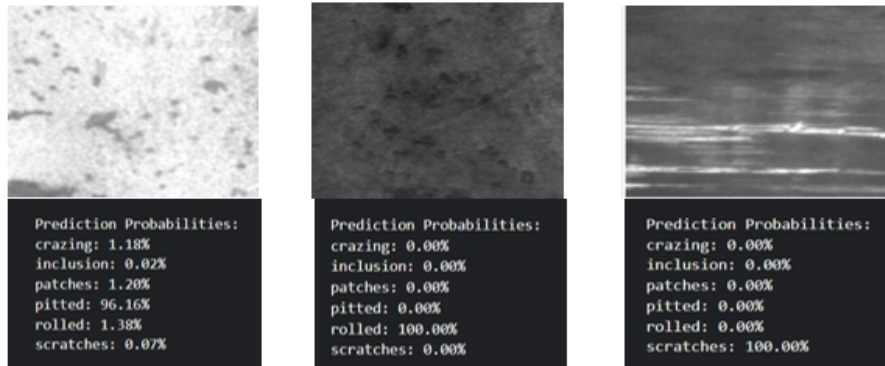 Prediction Probabilities:
crazing: 1.18%
inclusion: 0.02%
patches: 1.20%
pitted: 96.16%
rolled: 1.38%
scratches: 0.07%
Prediction Probabilities:
crazing: 0.00%
inclusion: 0.00%
patches: 0.00%
pitted: 0.00%
rolled: 100.00%
scratches: 0.00%
Prediction Probabilities:
crazing: 0.00%
inclusion: 0.00%
patches: 0.00%
pitted: 0.00%
rolled: 0.00%
scratches: 100.00%